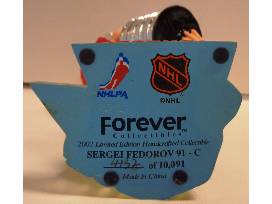 NHLPA
NHL
©NHL
Forever
Collectibles
2002 Limited Edition Handcrafted Collectible
SERGEI FEDOROV 91 - C
of 10,091
Made in China